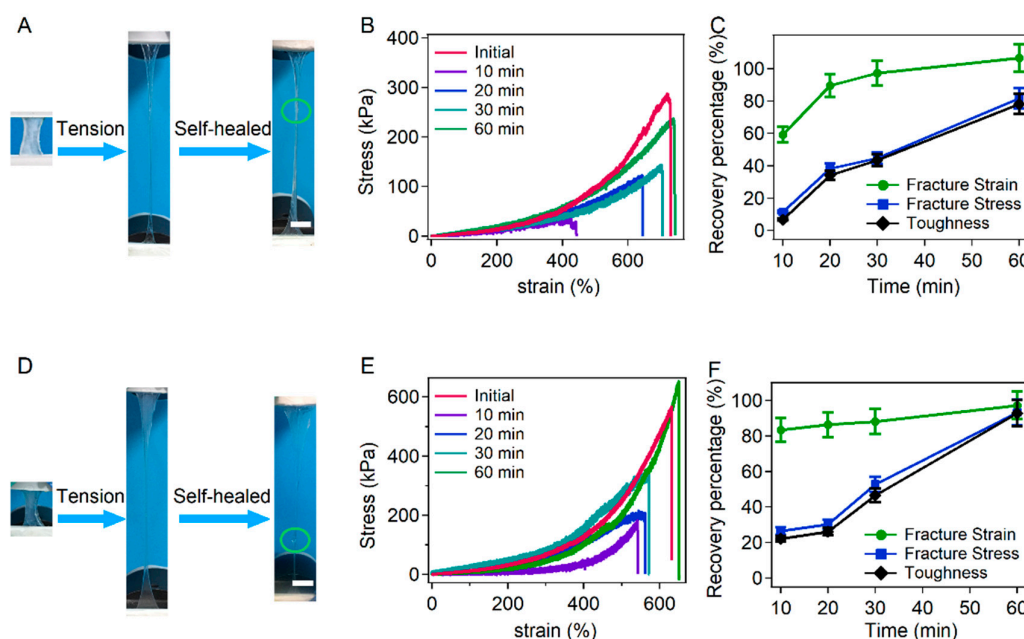 A
Tension
Self-healed
B
Stress (kPa)
400
300
200
100
0
Initial
10 min
20 min
30 min
60 min
0
200
400
600
strain (%)
C
Recovery percentage (%)
100
80
60
40
20
0
Fracture Strain
Fracture Stress
Toughness
10
20
30
60
Time (min)
D
Tension
Self-healed
E
Stress (kPa)
600
400
200
0
Initial
10 min
20 min
30 min
60 min
0
200
400
600
strain (%)
F
Recovery percentage (%)
100
80
60
40
20
0
Fracture Strain
Fracture Stress
Toughness
10
20
30
60
Time (min)